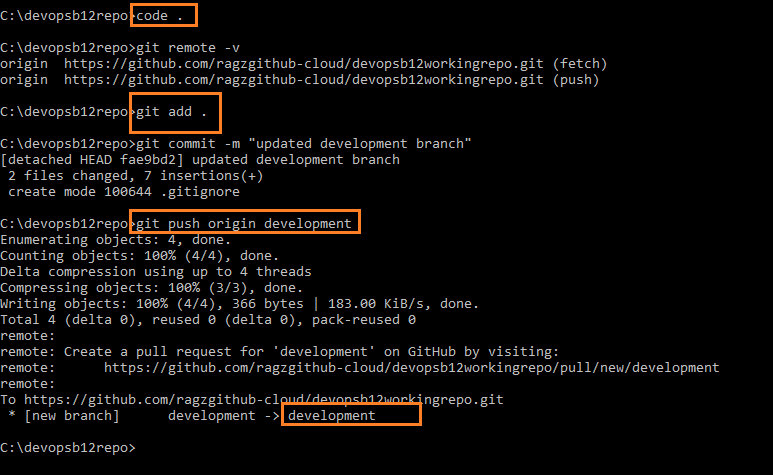 C:\devopsb12repo>code .
C:\devopsb12repo>git remote -v
origin  https://github.com/ragzgithub-cloud/devopsb12workingrepo.git (fetch)
origin  https://github.com/ragzgithub-cloud/devopsb12workingrepo.git (push)
C:\devopsb12repo>git add .
C:\devopsb12repo>git commit -m "updated development branch"
[detached HEAD fae9bd2] updated development branch
 2 files changed, 7 insertions(+)
 create mode 100644 .gitignore
C:\devopsb12repo>git push origin development
Enumerating objects: 4, done.
Counting objects: 100% (4/4), done.
Delta compression using up to 4 threads
Compressing objects: 100% (3/3), done.
Writing objects: 100% (4/4), 366 bytes | 183.00 KiB/s, done.
Total 4 (delta 0), reused 0 (delta 0), pack-reused 0
remote:
remote: Create a pull request for 'development' on GitHub by visiting:
remote:      https://github.com/ragzgithub-cloud/devopsb12workingrepo/pull/new/development
remote:
To https://github.com/ragzgithub-cloud/devopsb12workingrepo.git
 * [new branch]      development -> development
C:\devopsb12repo>